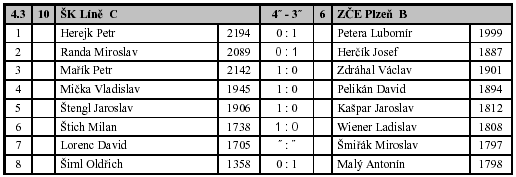 4.3 10 ŠK Líně C 4˝ - 3˝ 6 ZČE Plzeň B
1 Herejk Petr 2194 0 : 1 Petera Lubomír 1999
2 Randa Miroslav 2089 0 : 1 Herčík Josef 1887
3 Mařík Petr 2142 1 : 0 Zdráhal Václav 1901
4 Mička Vladislav 1945 1 : 0 Pelikán David 1894
5 Štengl Jaroslav 1906 1 : 0 Kašpar Jaroslav 1812
6 Štich Milan 1738 1 : 0 Wiener Ladislav 1808
7 Lorenc David 1705 ˝ : ˝ Šmiřák Miroslav 1797
8 Šiml Oldřich 1358 0 : 1 Malý Antonín 1798